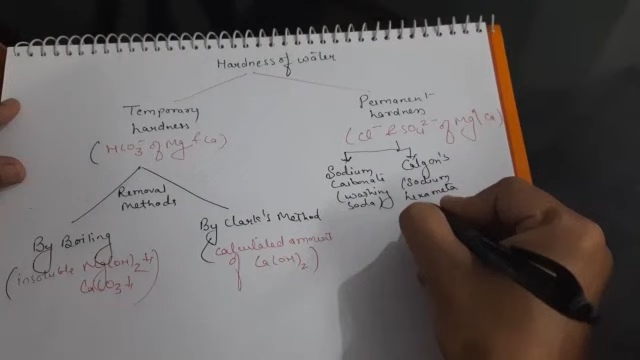 Hardness of water
Temporary
hardness
(HCO₃⁻ of Mg & Ca)
Permanent
hardness
(Cl⁻ & SO₄²⁻ of Mg & Ca)
Removal
Methods
By Boiling
(insoluble Mg(OH)₂↓,
CaCO₃↓)
By Clark's Method
(calculated amount
of Ca(OH)₂)
Sodium
Carbonate
(washing
soda)
Calgon's
(Sodium
hexameta